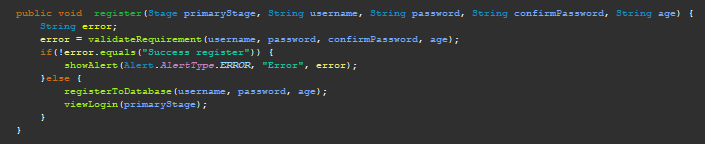 public void  register(Stage primaryStage, String username, String password, String confirmPassword, String age) {
    String error;
    error = validateRequirement(username, password, confirmPassword, age);
    if(!error.equals("Success register")) {
        showAlert(Alert.AlertType.ERROR, "Error", error);
    }else {
        registerToDatabase(username, password, age);
        viewLogin(primaryStage);
    }
}